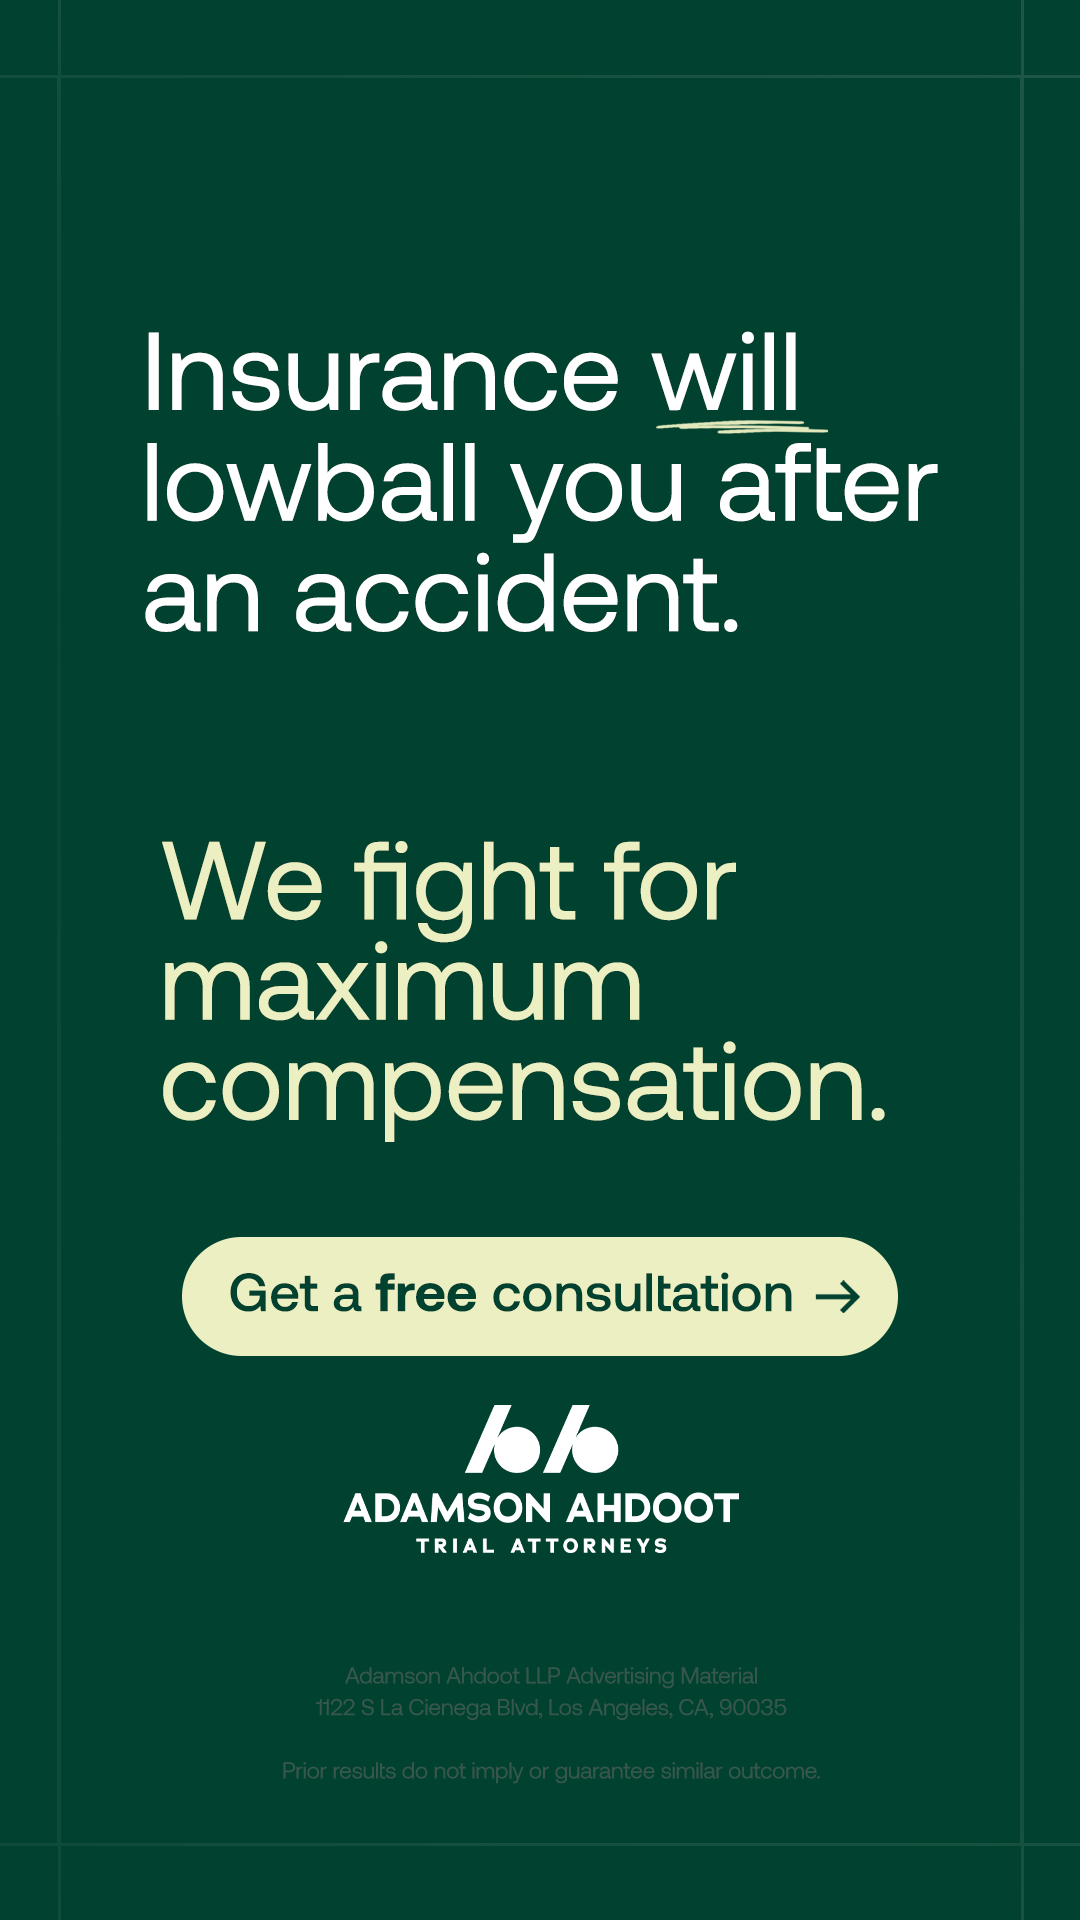 Insurance will
lowball you after
an accident.
We fight for
maximum
compensation.
Get a free consultation →
ADAMSON AHDOOT
TRIAL ATTORNEYS
Adamson Ahdoot LLP Advertising Material
1122 S La Cienega Blvd, Los Angeles, CA, 90035
Prior results do not imply or guarantee similar outcome.